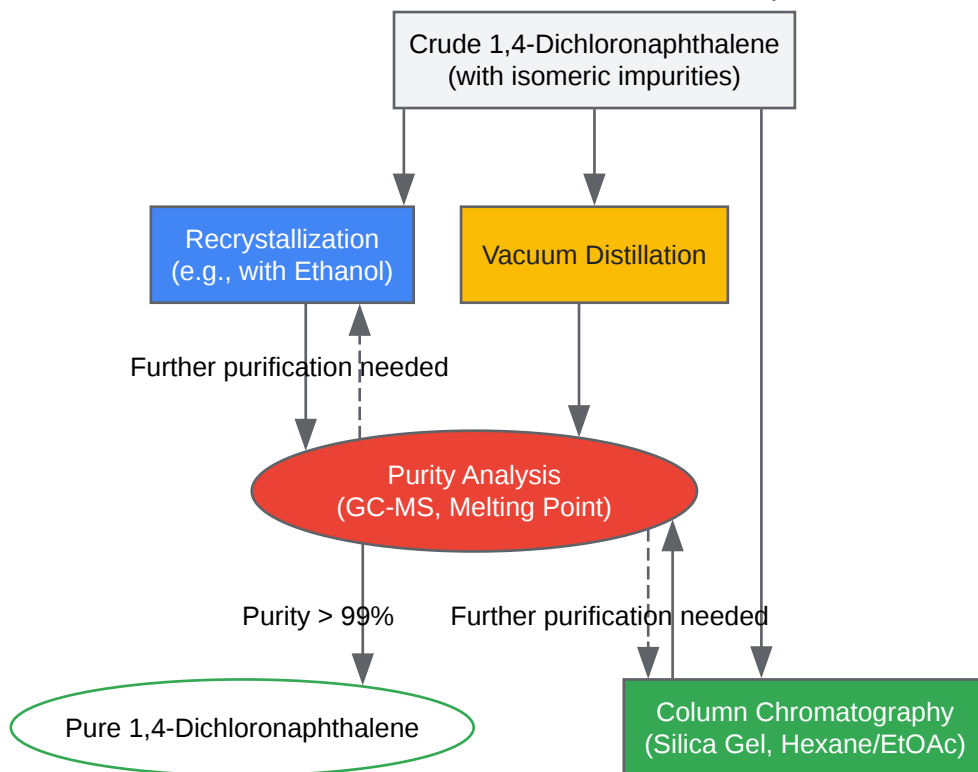 Crude 1,4-Dichloronaphthalene
(with isomeric impurities)
Recrystallization
(e.g., with Ethanol)
Vacuum Distillation
Further purification needed
Purity Analysis
(GC-MS, Melting Point)
Purity > 99%
Further purification needed
Pure 1,4-Dichloronaphthalene
Column Chromatography
(Silica Gel, Hexane/EtOAc)